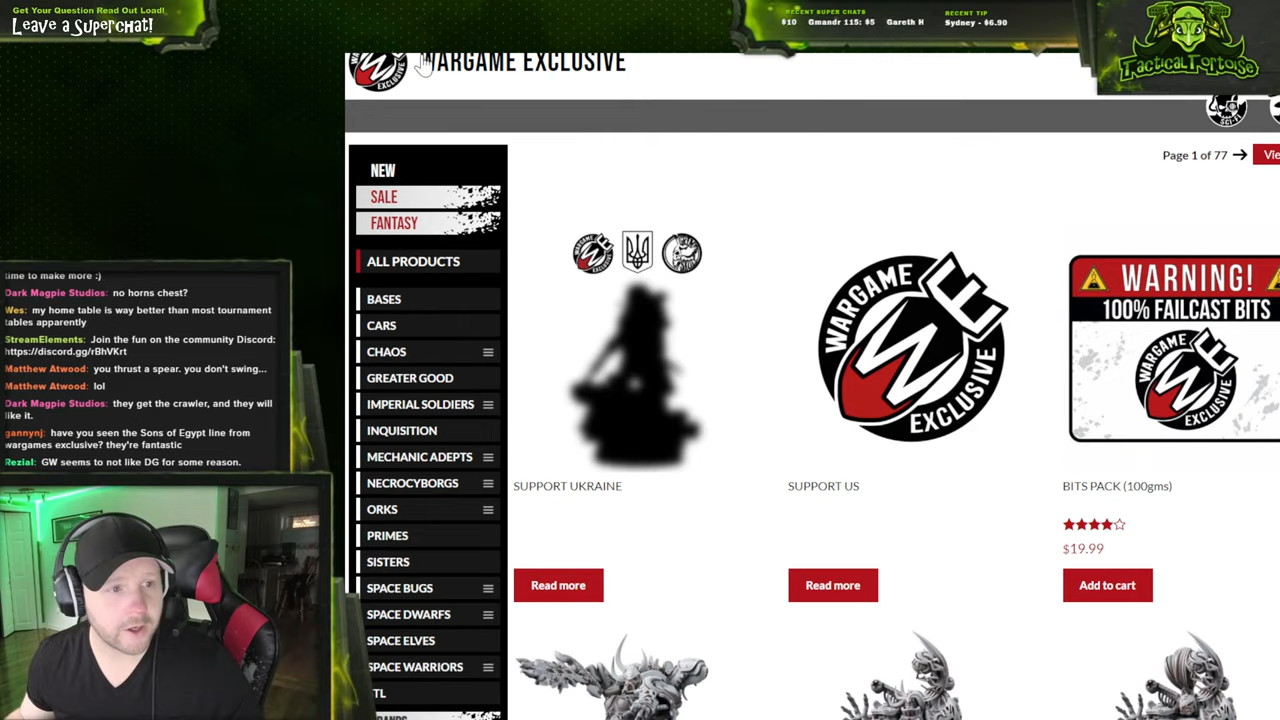 Get Your Question Read Out Loud!
Leave a Superchat!
RECENT SUPER CHATS
$10 Gmandr 115: $5 Gareth H
RECENT TIP
Sydney - $6.90
TacticalTortoise
EXCLUSIVE
WARGAME EXCLUSIVE
SCI-FI
Page 1 of 77
NEW
SALE
FANTASY
ALL PRODUCTS
BASES
CARS
CHAOS
GREATER GOOD
IMPERIAL SOLDIERS
INQUISITION
MECHANIC ADEPTS
NECROCYBORGS
ORKS
PRIMES
SISTERS
SPACE BUGS
SPACE DWARFS
SPACE ELVES
SPACE WARRIORS
WARGAME
EXCLUSIVE
WARNING!
100% FAILCAST BITS
WARGAME
EXCLUSIVE
SUPPORT UKRAINE
SUPPORT US
BITS PACK (100gms)
$19.99
Read more
Read more
Add to cart
time to make more :)
Dark Magpie Studios: no horns chest?
Wes: my home table is way better than most tournament
tables apparently
StreamElements: Join the fun on the community Discord:
https://discord.gg/rBhVKrt
Matthew Atwood: you thrust a spear. you don't swing...
Matthew Atwood: lol
Dark Magpie Studios: they get the crawler, and they will
like it.
gannynj: have you seen the Sons of Egypt line from
wargames exclusive? they're fantastic
Rezial: GW seems to not like DG for some reason.